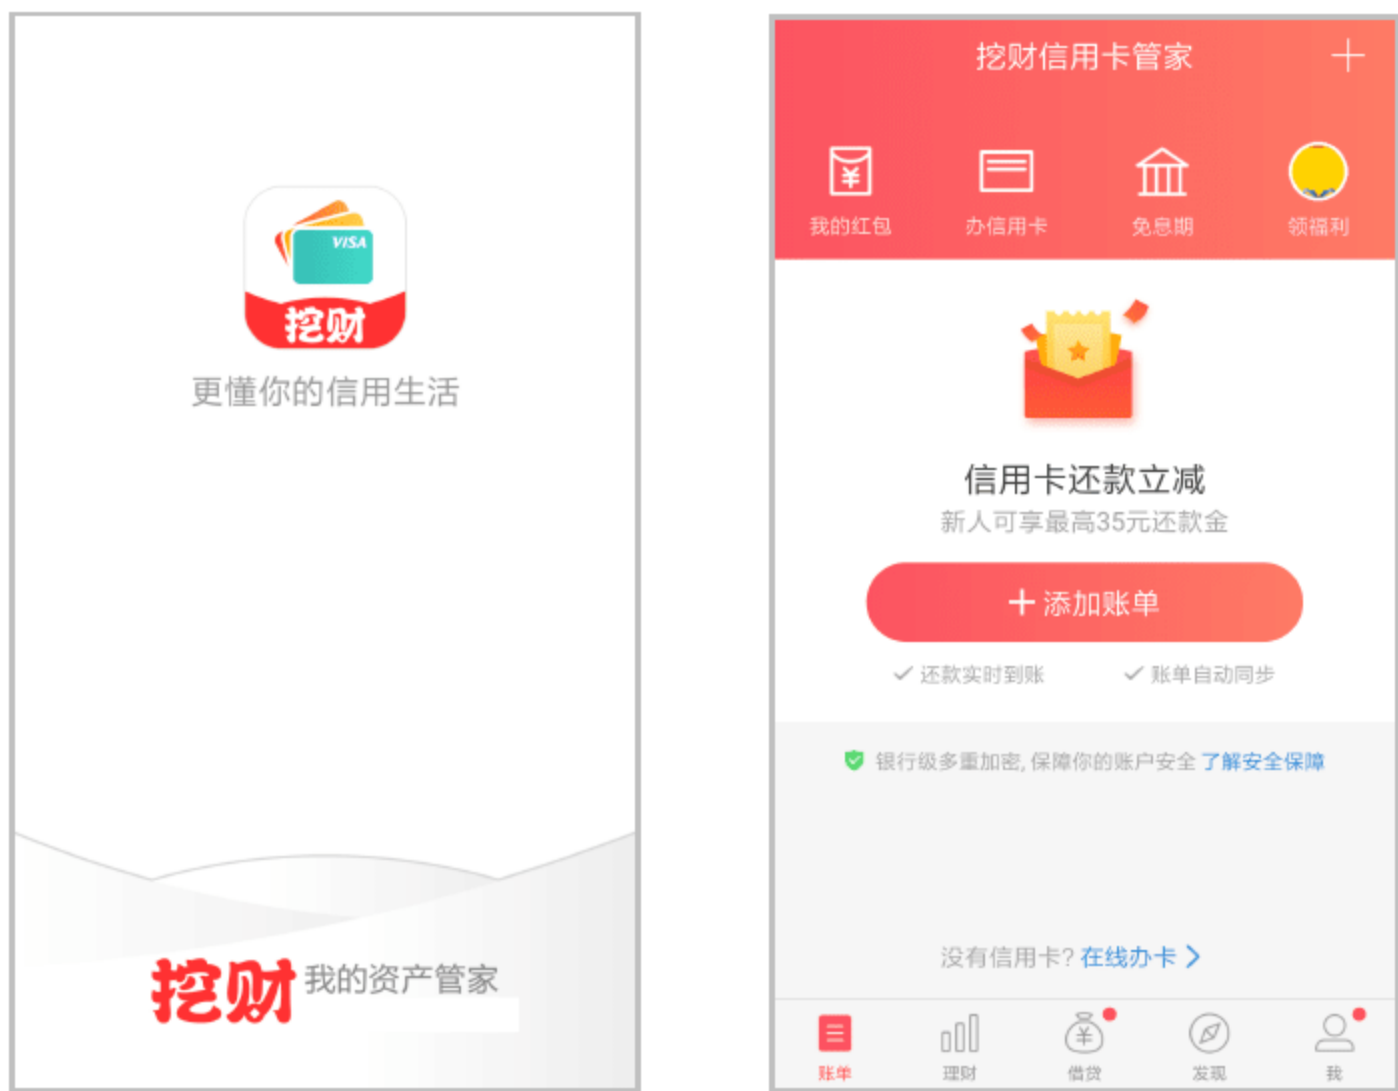 VISA
挖财
更懂你的信用生活
挖财 我的资产管家
挖财信用卡管家
我的红包 办信用卡 免息期 领福利
信用卡还款立减
新人可享最高35元还款金
+ 添加账单
还款实时到账 账单自动同步
银行级多重加密, 保障你的账户安全 了解安全保障
没有信用卡? 在线办卡 >
账单 理财 借贷 发现 我